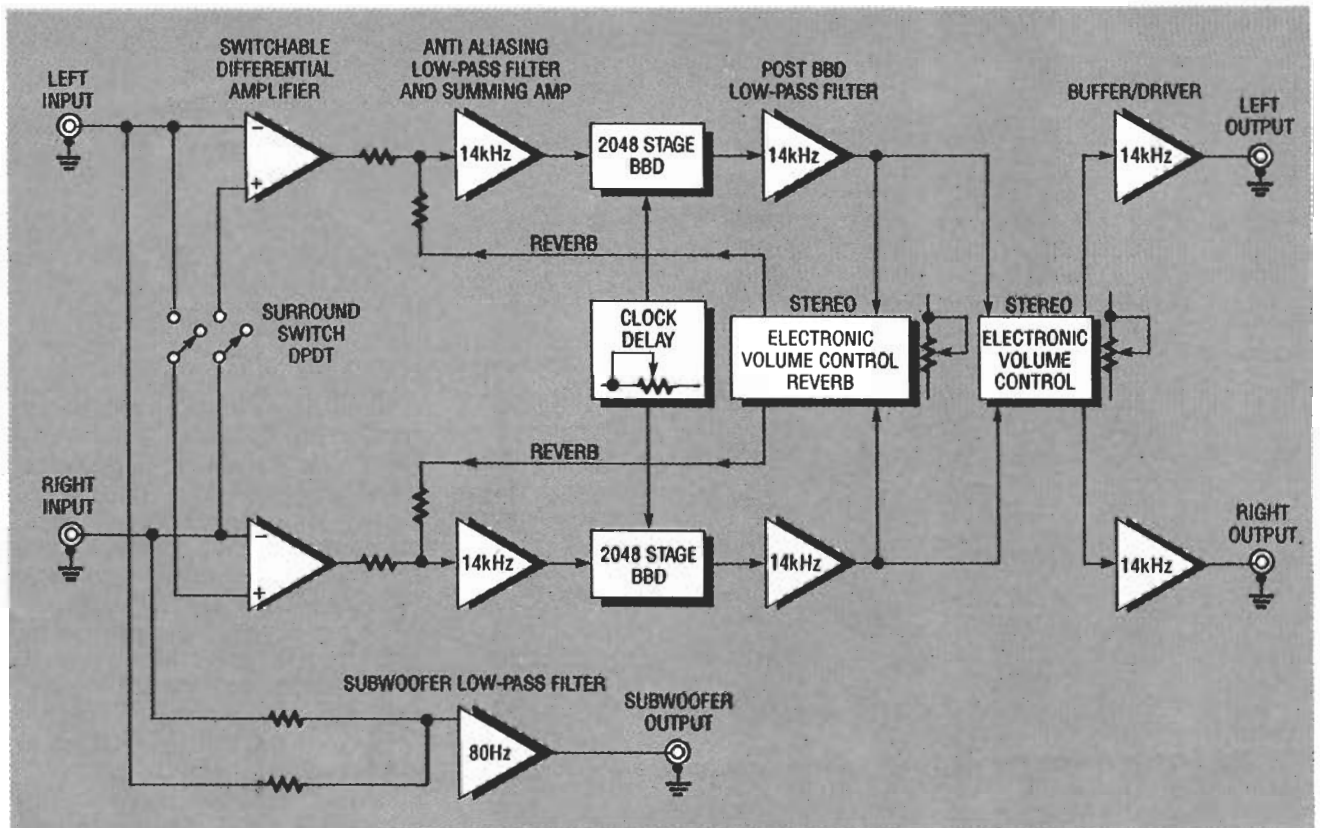 SWITCHABLE
DIFFERENTIAL
AMPLIFIER
ANTI ALIASING
LOW-PASS FILTER
AND SUMMING AMP
POST BBD
LOW-PASS FILTER
BUFFER/DRIVER
LEFT
INPUT
LEFT
OUTPUT
−
+
14kHz
2048 STAGE
BBD
14kHz
14kHz
REVERB
SURROUND
SWITCH
DPDT
CLOCK
DELAY
STEREO
ELECTRONIC
VOLUME CONTROL
REVERB
STEREO
ELECTRONIC
VOLUME
CONTROL
REVERB
RIGHT
INPUT
RIGHT
OUTPUT
−
+
14kHz
2048 STAGE
BBD
14kHz
14kHz
SUBWOOFER LOW-PASS FILTER
80Hz
SUBWOOFER
OUTPUT